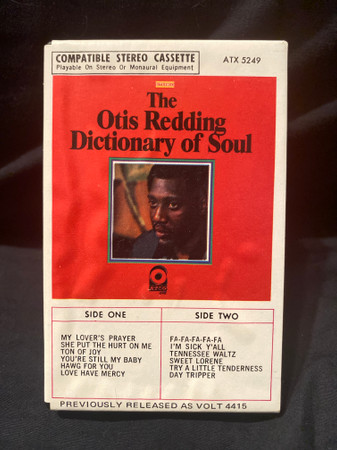 COMPATIBLE STEREO CASSETTE
Playable On Stereo Or Monaural Equipment
ATX 5249
The
Otis Redding
Dictionary of Soul
SIDE ONE
MY LOVER'S PRAYER
SHE PUT THE HURT ON ME
TON OF JOY
YOU'RE STILL MY BABY
HAWG FOR YOU
LOVE HAVE MERCY
SIDE TWO
FA-FA-FA-FA-FA
I'M SICK Y'ALL
TENNESSEE WALTZ
SWEET LORENE
TRY A LITTLE TENDERNESS
DAY TRIPPER
PREVIOUSLY RELEASED AS VOLT 4415